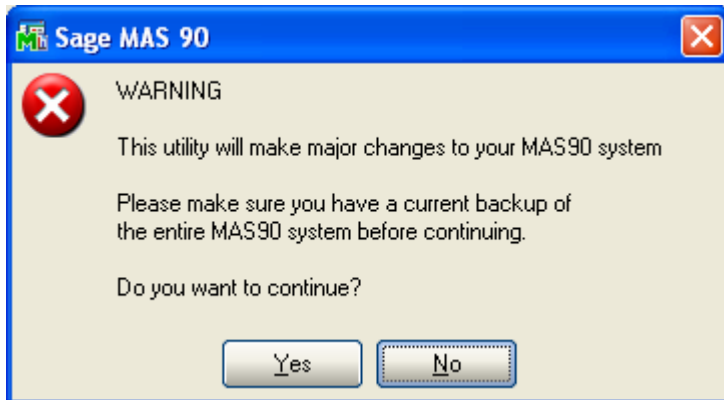 Sage MAS 90
WARNING
This utility will make major changes to your MAS90 system
Please make sure you have a current backup of
the entire MAS90 system before continuing.
Do you want to continue?
Yes
No